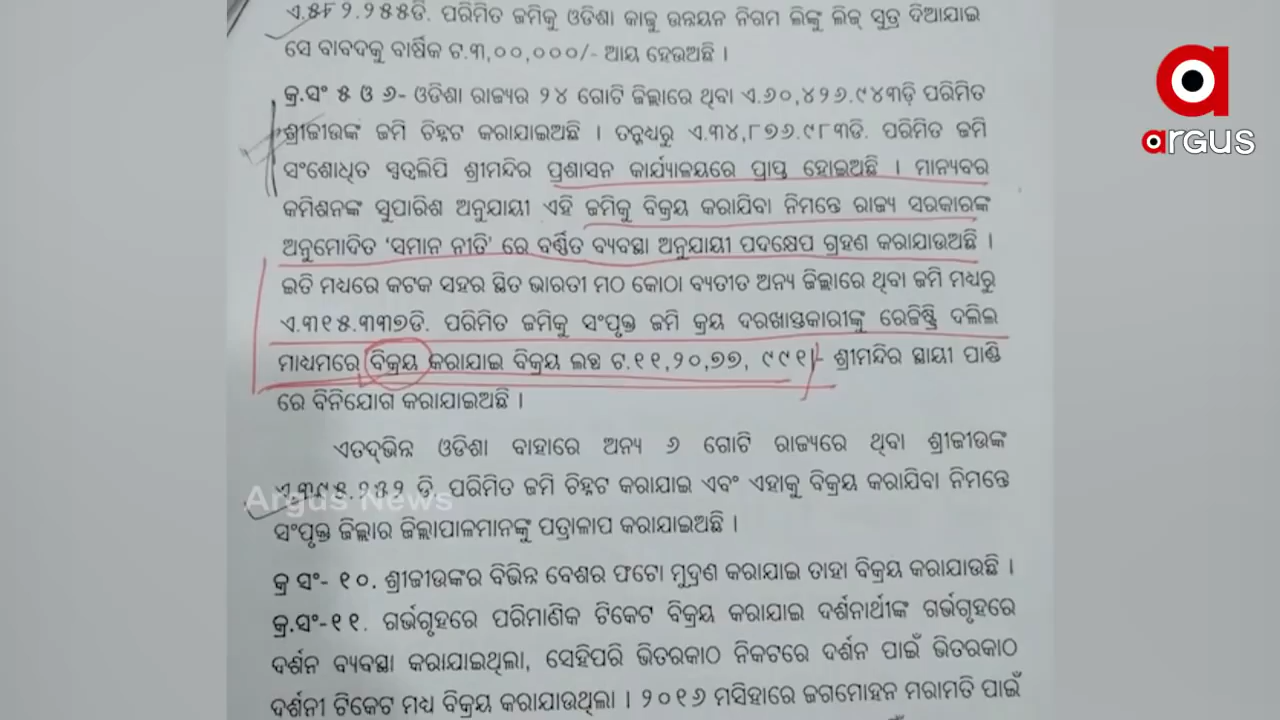 ଏ.୫୮୨.୨୫୫ଡି. ପରିମିତ ଜମିକୁ ଓଡିଶା କାଜୁ ଉନ୍ନୟନ ନିଗମ ଲିଙ୍କୁ ଲିଜ୍ ସୁତ୍ର ଦିଆଯାଇ
ସେ ବାବଦକୁ ବାର୍ଷିକ ଟ.୩,୦୦,୦୦୦/- ଆୟ ହେଉଅଛି ।
କ୍ର.ସଂ ୫ ଓ ୬- ଓଡିଶା ରାଜ୍ୟର ୨୪ ଗୋଟି ଜିଲ୍ଲାରେ ଥିବା ଏ.୬୦,୪୨୬.୯୪୩ଡ଼ି ପରିମିତ
ଶ୍ରୀଜୀଉଙ୍କ ଜମି ଚିହ୍ନଟ କରାଯାଇଅଛି । ତନ୍ମଧ୍ୟରୁ ଏ.୩୪,୮୭୬.୯୮୩ଡି. ପରିମିତ ଜମି
ସଂଶୋଧିତ ସ୍ବତ୍ବଲିପି ଶ୍ରୀମନ୍ଦିର ପ୍ରଶାସନ କାର୍ଯ୍ୟାଳୟରେ ପ୍ରାପ୍ତ ହୋଇଅଛି । ମାନ୍ୟବର
କମିଶନଙ୍କ ସୁପାରିଶ ଅନୁଯାୟୀ ଏହି ଜମିକୁ ବିକ୍ରୟ କରାଯିବା ନିମନ୍ତେ ରାଜ୍ୟ ସରକାରଙ୍କ
ଅନୁମୋଦିତ ‘ସମାନ ନୀତି’ ରେ ବର୍ଣ୍ଣିତ ବ୍ୟବସ୍ଥା ଅନୁଯାୟୀ ପଦକ୍ଷେପ ଗ୍ରହଣ କରାଯାଉଅଛି ।
ଇତି ମଧ୍ୟରେ କଟକ ସହର ସ୍ଥିତ ଭାରତୀ ମଠ କୋଠା ବ୍ୟତୀତ ଅନ୍ୟ ଜିଲ୍ଲାରେ ଥିବା ଜମି ମଧ୍ୟରୁ
ଏ.୩୧୫.୩୩୭ଡି. ପରିମିତ ଜମିକୁ ସଂପୃକ୍ତ ଜମି କ୍ରୟ ଦରଖାସ୍ତକାରୀଙ୍କୁ ରେଜିଷ୍ଟ୍ରି ଦଲିଲ
ମାଧ୍ୟମରେ ବିକ୍ରୟ କରାଯାଇ ବିକ୍ରୟ ଲବ୍ଧ ଟ.୧୧,୨୦,୭୭, ୯୯୧/- ଶ୍ରୀମନ୍ଦିର ସ୍ଥାୟୀ ପାଣ୍ଠି
ରେ ବିନିଯୋଗ କରାଯାଇଅଛି ।
ଏତଦ୍‌ଭିନ୍ନ ଓଡିଶା ବାହାରେ ଅନ୍ୟ ୬ ଗୋଟି ରାଜ୍ୟରେ ଥିବା ଶ୍ରୀଜୀଉଙ୍କ
ଏ.୩୯୫.୨୫୨ ଡି. ପରିମିତ ଜମି ଚିହ୍ନଟ କରାଯାଇ ଏବଂ ଏହାକୁ ବିକ୍ରୟ କରାଯିବା ନିମନ୍ତେ
ସଂପୃକ୍ତ ଜିଲ୍ଲାର ଜିଲ୍ଲାପାଳମାନଙ୍କୁ ପତ୍ରାଳାପ କରାଯାଇଅଛି ।
କ୍ର ସଂ- ୧୦. ଶ୍ରୀଜୀଉଙ୍କର ବିଭିନ୍ନ ବେଶର ଫଟୋ ମୁଦ୍ରଣ କରାଯାଇ ତାହା ବିକ୍ରୟ କରାଯାଉଛି ।
କ୍ର.ସଂ-୧୧. ଗର୍ଭଗୃହରେ ପରିମାଣିକ ଟିକେଟ ବିକ୍ରୟ କରାଯାଇ ଦର୍ଶନାର୍ଥୀଙ୍କ ଗର୍ଭଗୃହରେ
ଦର୍ଶନ ବ୍ୟବସ୍ଥା କରାଯାଇଥିଲା, ସେହିପରି ଭିତରକାଠ ନିକଟରେ ଦର୍ଶନ ପାଇଁ ଭିତରକାଠ
ଦର୍ଶନୀ ଟିକେଟ ମଧ୍ୟ ବିକ୍ରୟ କରାଯାଉଥିଲା । ୨୦୧୬ ମସିହାରେ ଜଗମୋହନ ମରାମତି ପାଇଁ
a
argus
Argus News